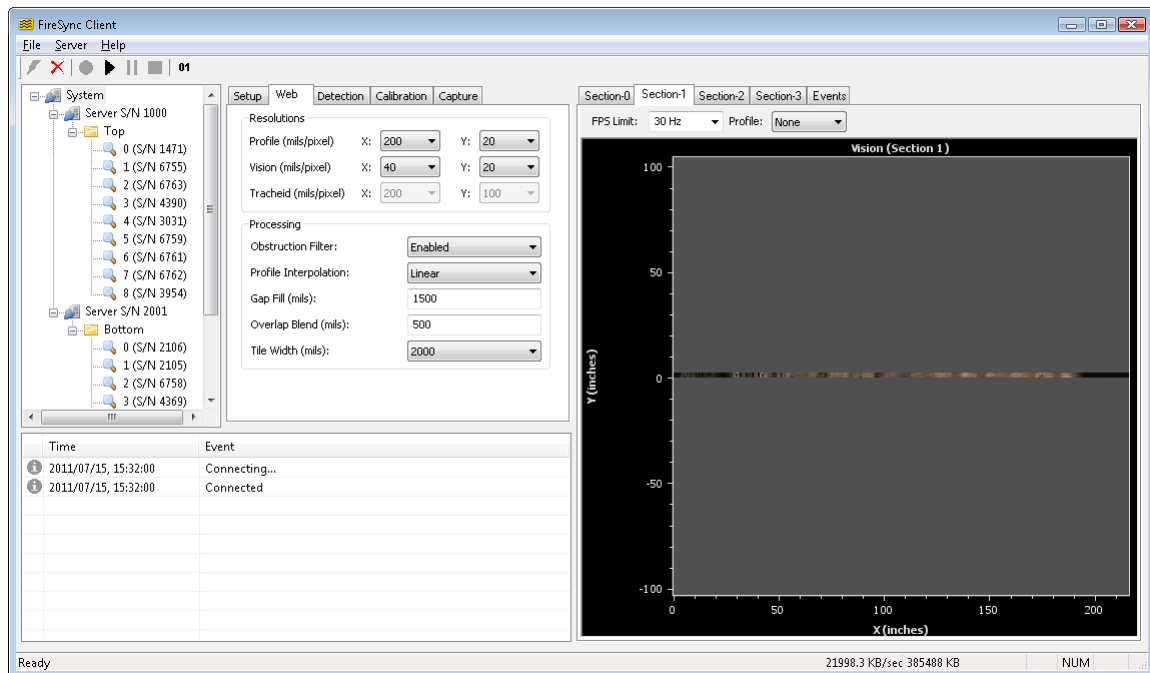 FireSync Client
File Server Help
01
System
Server S/N 1000
Top
0 (S/N 1471)
1 (S/N 6755)
2 (S/N 6763)
3 (S/N 4390)
4 (S/N 3031)
5 (S/N 6759)
6 (S/N 6761)
7 (S/N 6762)
8 (S/N 3954)
Server S/N 2001
Bottom
0 (S/N 2106)
1 (S/N 2105)
2 (S/N 6758)
3 (S/N 4369)
Setup Web Detection Calibration Capture
Resolutions
Profile (mils/pixel) X: 200 Y: 20
Vision (mils/pixel) X: 40 Y: 20
Tracheid (mils/pixel) X: 200 Y: 100
Processing
Obstruction Filter: Enabled
Profile Interpolation: Linear
Gap Fill (mils): 1500
Overlap Blend (mils): 500
Tile Width (mils): 2000
Section-0 Section-1 Section-2 Section-3 Events
FPS Limit: 30 Hz Profile: None
Vision (Section 1)
100
50
0
-50
-100
Y (inches)
0 50 100 150 200
X (inches)
Time Event
2011/07/15, 15:32:00 Connecting...
2011/07/15, 15:32:00 Connected
Ready 21998.3 KB/sec 385488 KB NUM